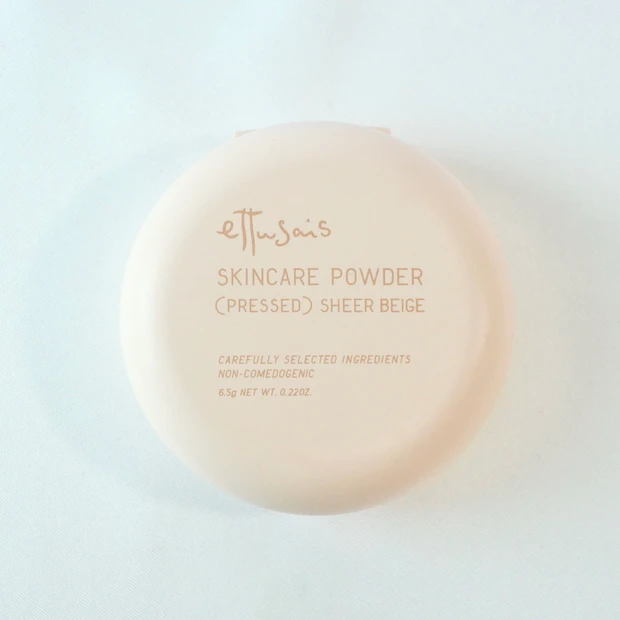 ettusais
SKINCARE POWDER
(PRESSED) SHEER BEIGE
CAREFULLY SELECTED INGREDIENTS
NON-COMEDOGENIC
6.5g NET WT. 0.22OZ.